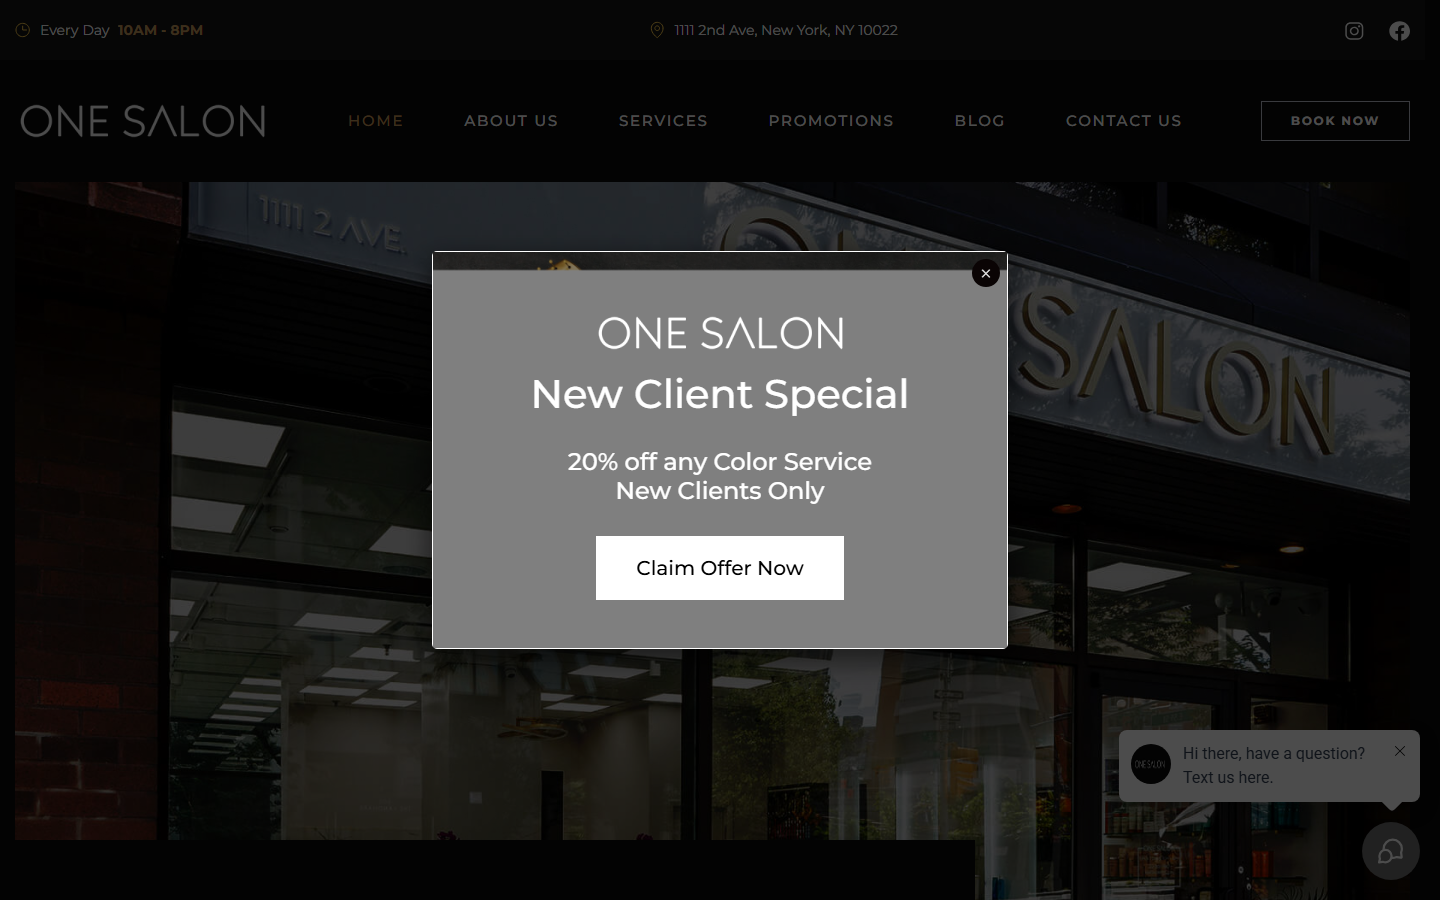 Every Day 10AM - 8PM
1111 2nd Ave, New York, NY 10022
ONE SALON
HOME
ABOUT US
SERVICES
PROMOTIONS
BLOG
CONTACT US
BOOK NOW
1111 2 AVE.
SALON
ONE SALON
New Client Special
20% off any Color Service
New Clients Only
Claim Offer Now
ONE SALON
Hi there, have a question?
Text us here.